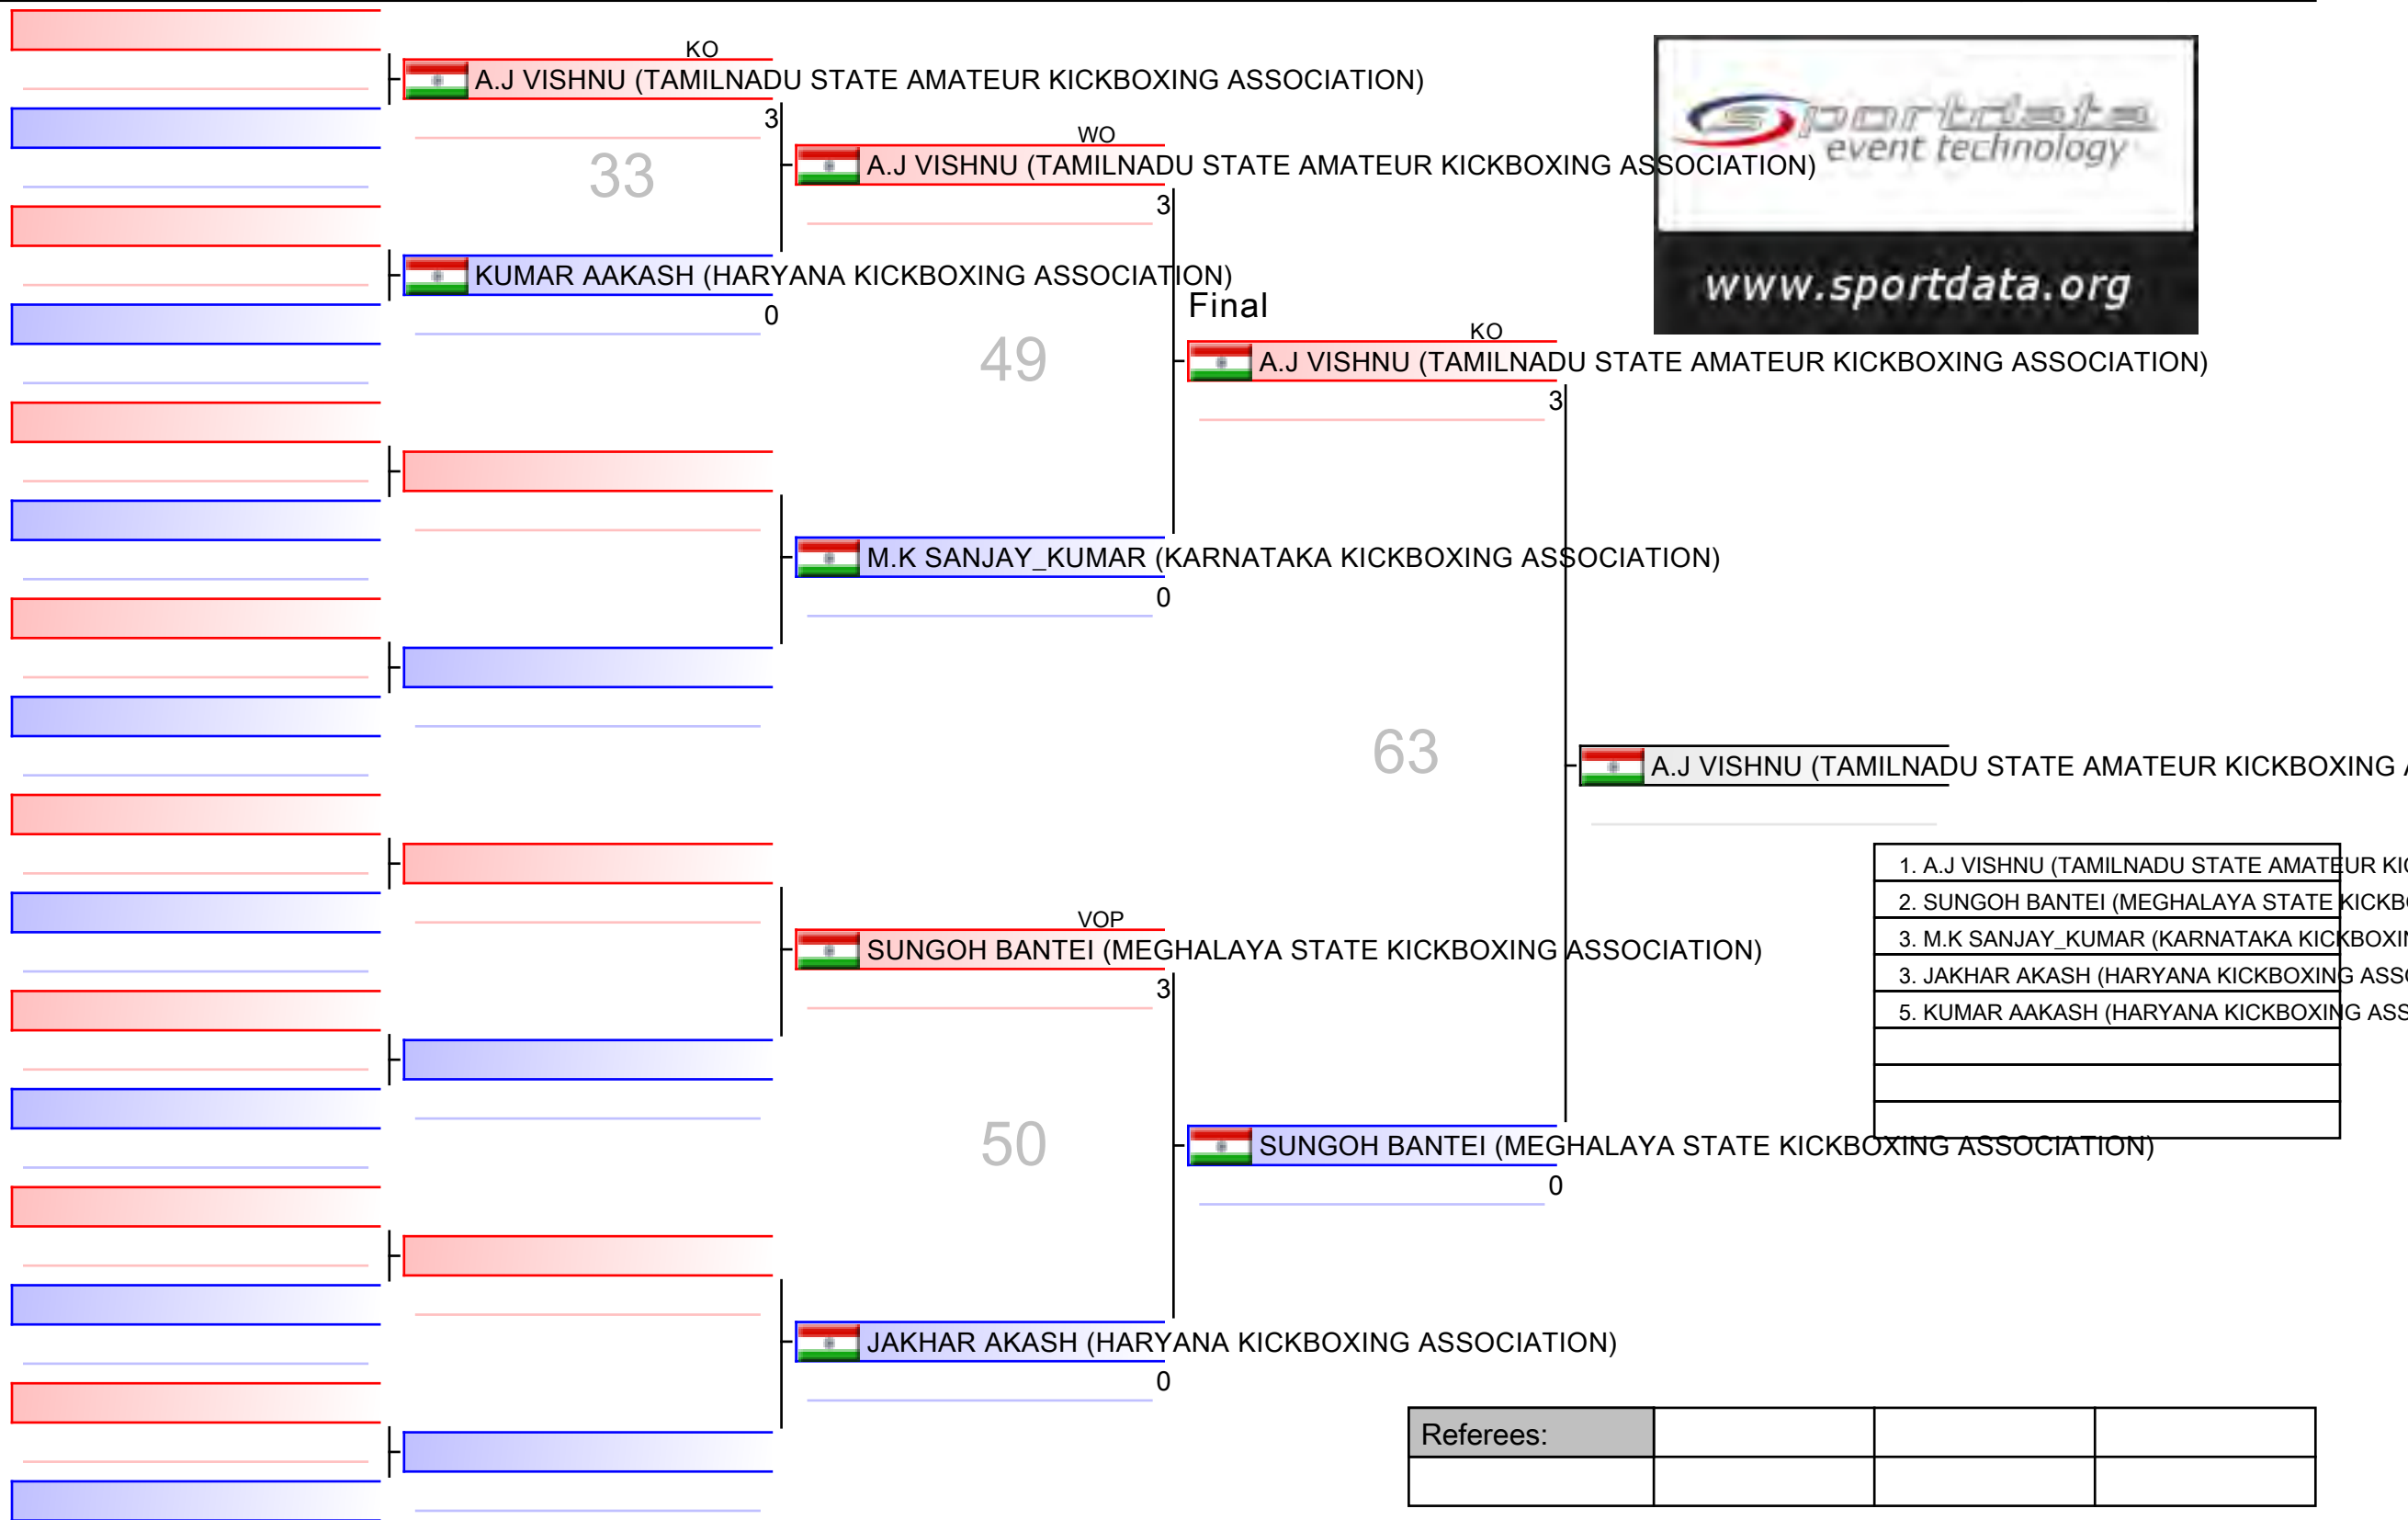 KO
A.J VISHNU (TAMILNADU STATE AMATEUR KICKBOXING ASSOCIATION)
3
33
KUMAR AAKASH (HARYANA KICKBOXING ASSOCIATION)
0
WO
A.J VISHNU (TAMILNADU STATE AMATEUR KICKBOXING ASSOCIATION)
3
49
M.K SANJAY_KUMAR (KARNATAKA KICKBOXING ASSOCIATION)
0
VOP
SUNGOH BANTEI (MEGHALAYA STATE KICKBOXING ASSOCIATION)
3
50
JAKHAR AKASH (HARYANA KICKBOXING ASSOCIATION)
0
Final
KO
A.J VISHNU (TAMILNADU STATE AMATEUR KICKBOXING ASSOCIATION)
3
63
SUNGOH BANTEI (MEGHALAYA STATE KICKBOXING ASSOCIATION)
0
A.J VISHNU (TAMILNADU STATE AMATEUR KICKBOXING
sportdata
event technology
www.sportdata.org
1. A.J VISHNU (TAMILNADU STATE AMATEUR
2. SUNGOH BANTEI (MEGHALAYA STATE
3. M.K SANJAY_KUMAR (KARNATAKA
3. JAKHAR AKASH (HARYANA KICKBOXING
5. KUMAR AAKASH (HARYANA KICKBOXING
Referees: